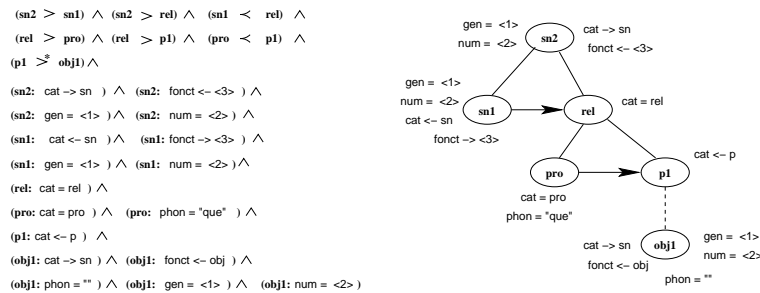 (sn2 > sn1) ∧ (sn2 > rel) ∧ (sn1 ≺ rel) ∧
(rel > pro) ∧ (rel > p1) ∧ (pro ≺ p1) ∧
(p1 >* obj1) ∧
(sn2: cat –> sn ) ∧ (sn2: fonct <– <3> ) ∧
(sn2: gen = <1> ) ∧ (sn2: num = <2> ) ∧
(sn1: cat <– sn ) ∧ (sn1: fonct –> <3> ) ∧
(sn1: gen = <1> ) ∧ (sn1: num = <2> ) ∧
(rel: cat = rel ) ∧
(pro: cat = pro ) ∧ (pro: phon = "que" ) ∧
(p1: cat <– p ) ∧
(obj1: cat –> sn ) ∧ (obj1: fonct <– obj ) ∧
(obj1: phon = "" ) ∧ (obj1: gen = <1> ) ∧ (obj1: num = <2> )
gen = <1>
num = <2>
sn2
cat –> sn
fonct <– <3>
gen = <1>
num = <2>
cat <– sn
fonct –> <3>
sn1
rel
cat = rel
pro
cat = pro
phon = "que"
p1
cat <– p
cat –> sn
fonct <– obj
obj1
gen = <1>
num = <2>
phon = ""